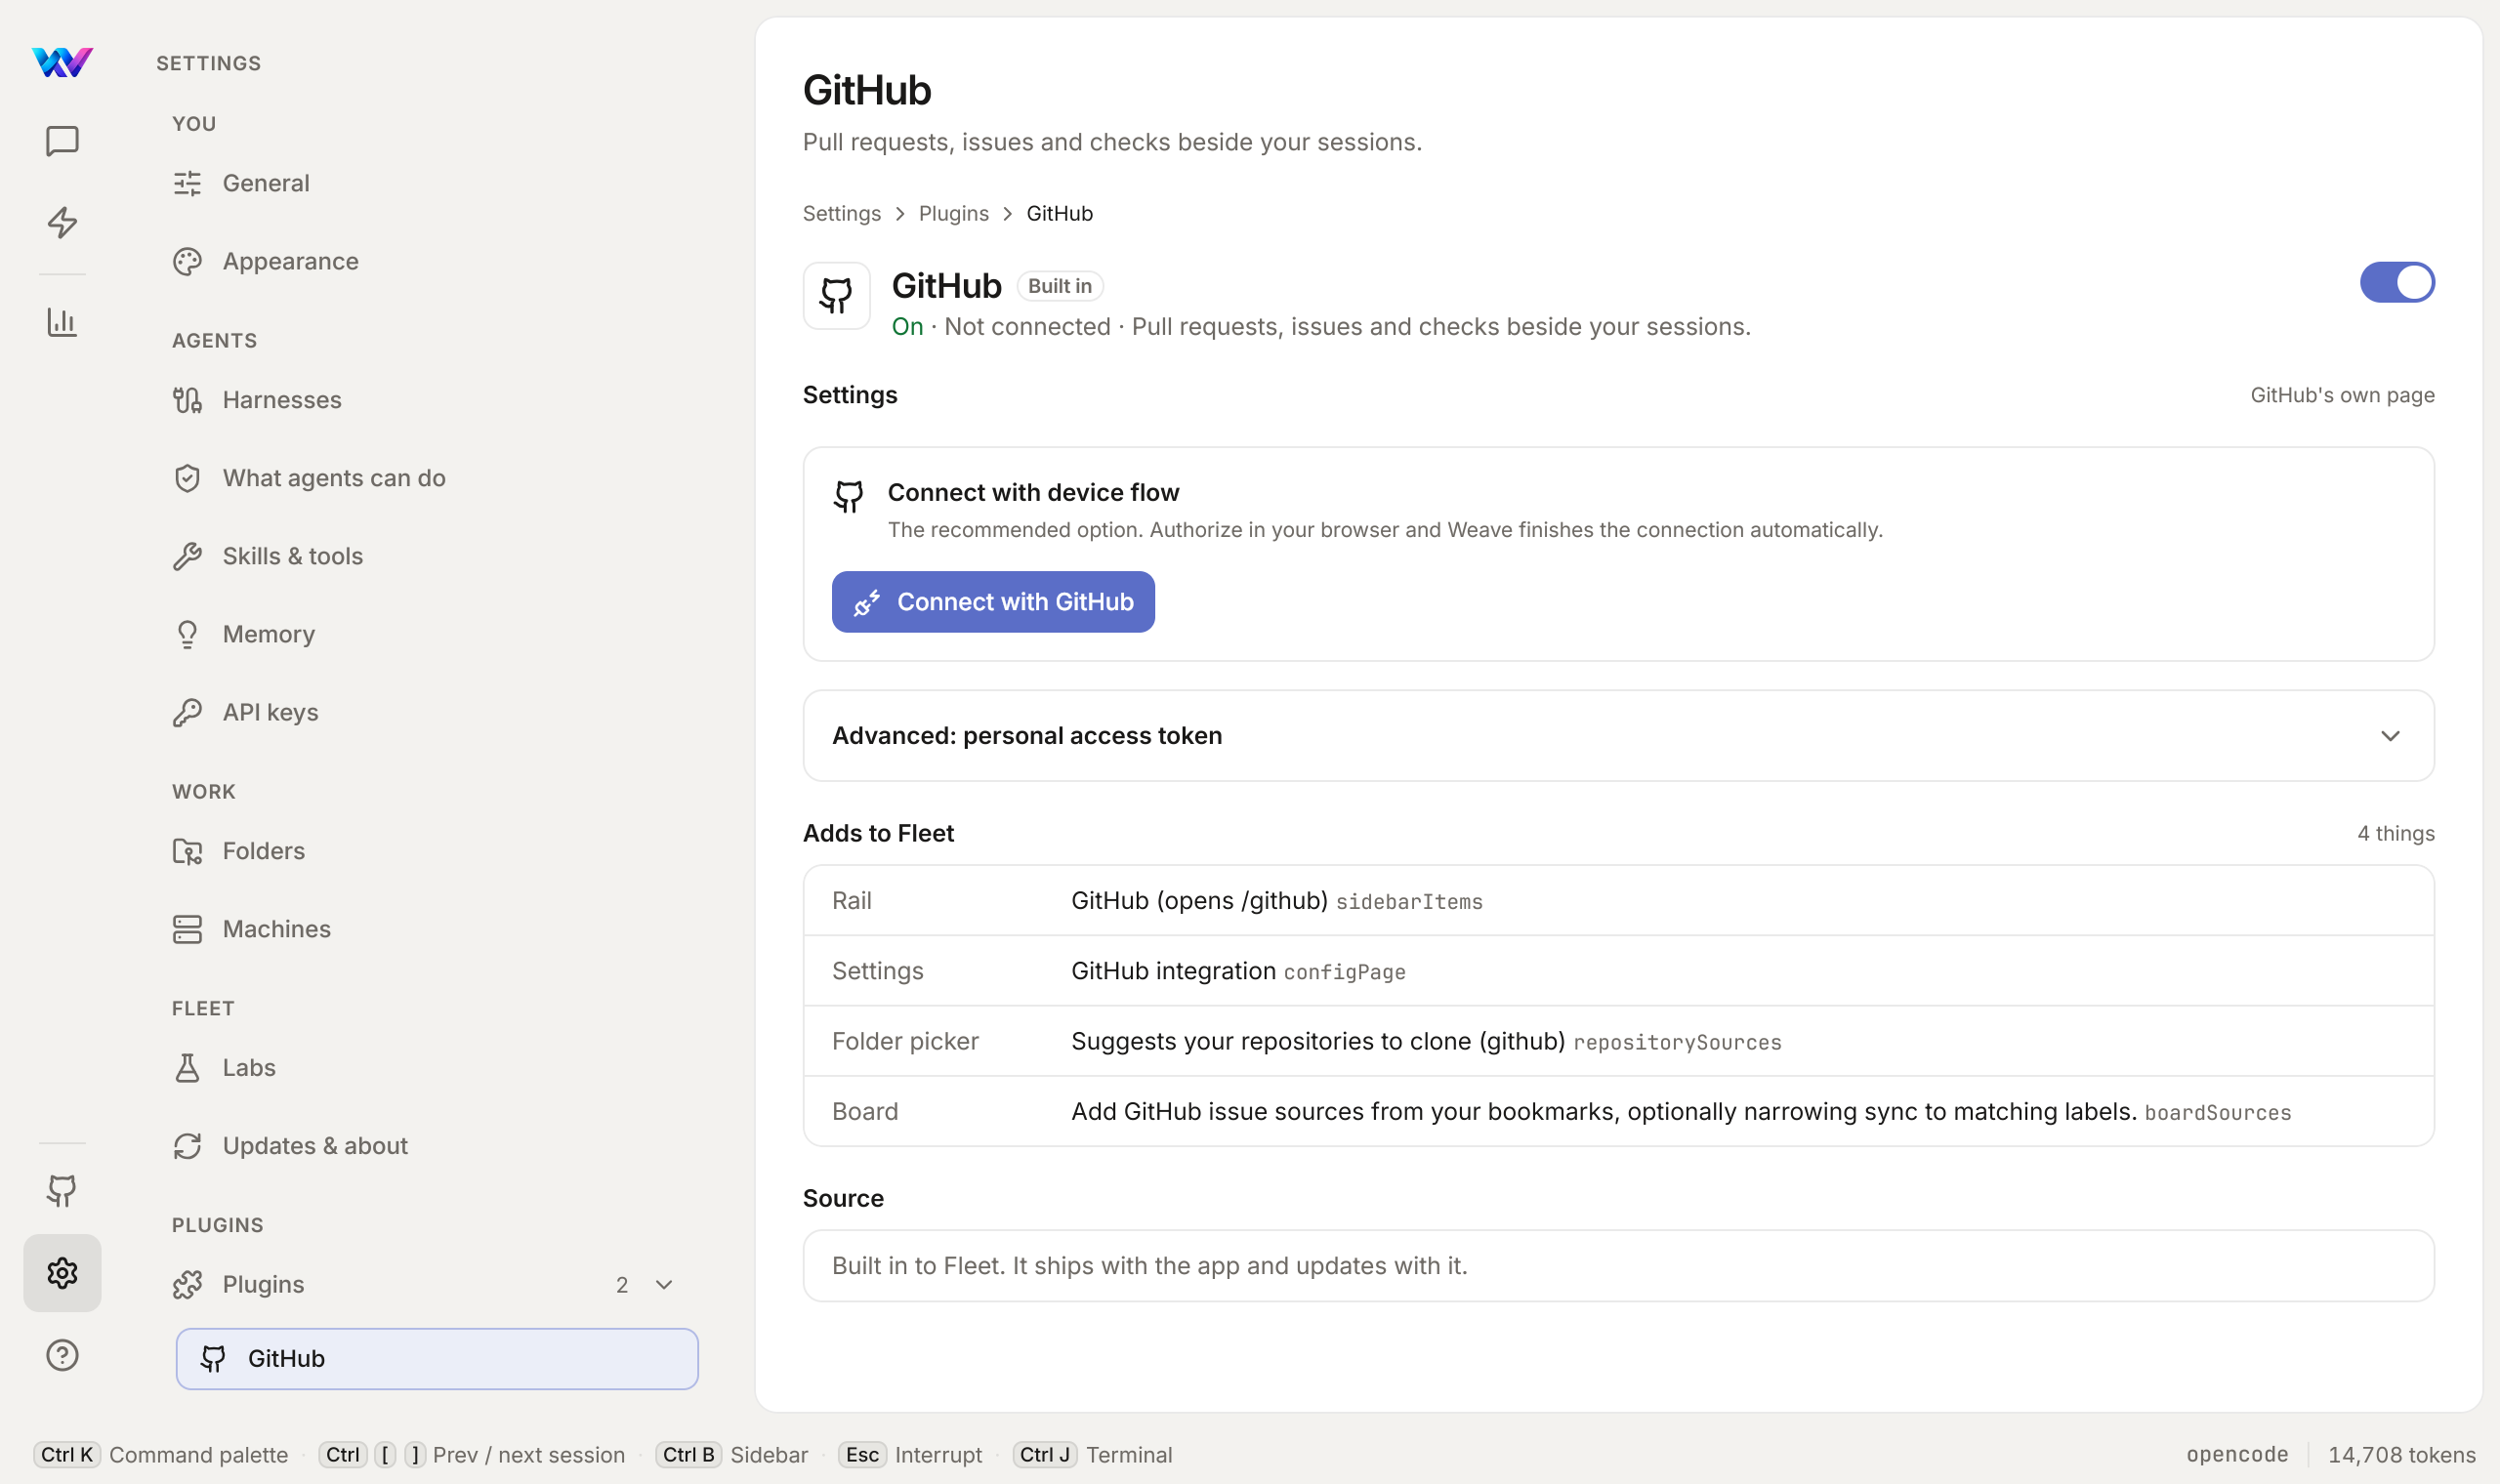 SETTINGS
YOU
General
Appearance
AGENTS
Harnesses
What agents can do
Skills & tools
Memory
API keys
WORK
Folders
Machines
FLEET
Labs
Updates & about
PLUGINS
Plugins 2
GitHub
GitHub
Pull requests, issues and checks beside your sessions.
Settings > Plugins > GitHub
GitHub Built in
On · Not connected · Pull requests, issues and checks beside your sessions.
Settings GitHub's own page
Connect with device flow
The recommended option. Authorize in your browser and Weave finishes the connection automatically.
Connect with GitHub
Advanced: personal access token
Adds to Fleet 4 things
Rail GitHub (opens /github) sidebarItems
Settings GitHub integration configPage
Folder picker Suggests your repositories to clone (github) repositorySources
Board Add GitHub issue sources from your bookmarks, optionally narrowing sync to matching labels. boardSources
Source
Built in to Fleet. It ships with the app and updates with it.
Ctrl K Command palette · Ctrl [ ] Prev / next session · Ctrl B Sidebar · Esc Interrupt · Ctrl J Terminal opencode 14,708 tokens